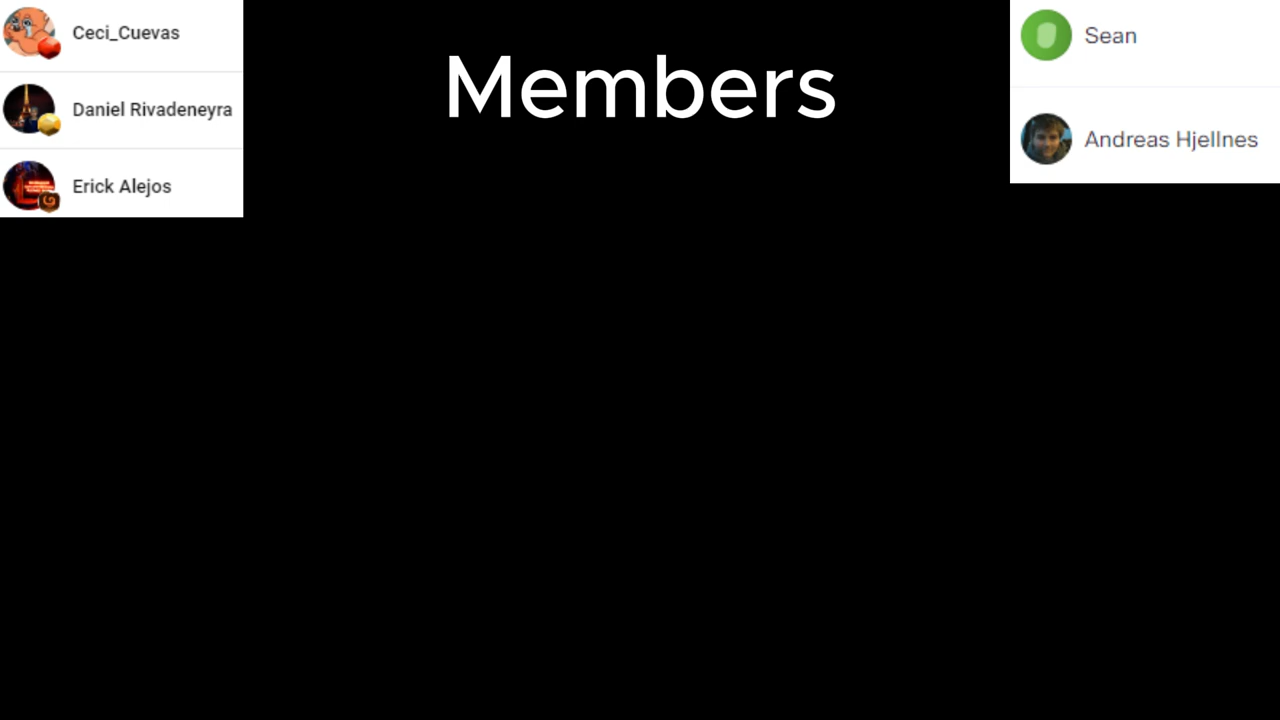 Members
Ceci_Cuevas
Daniel Rivadeneyra
Erick Alejos
Sean
Andreas Hjellnes